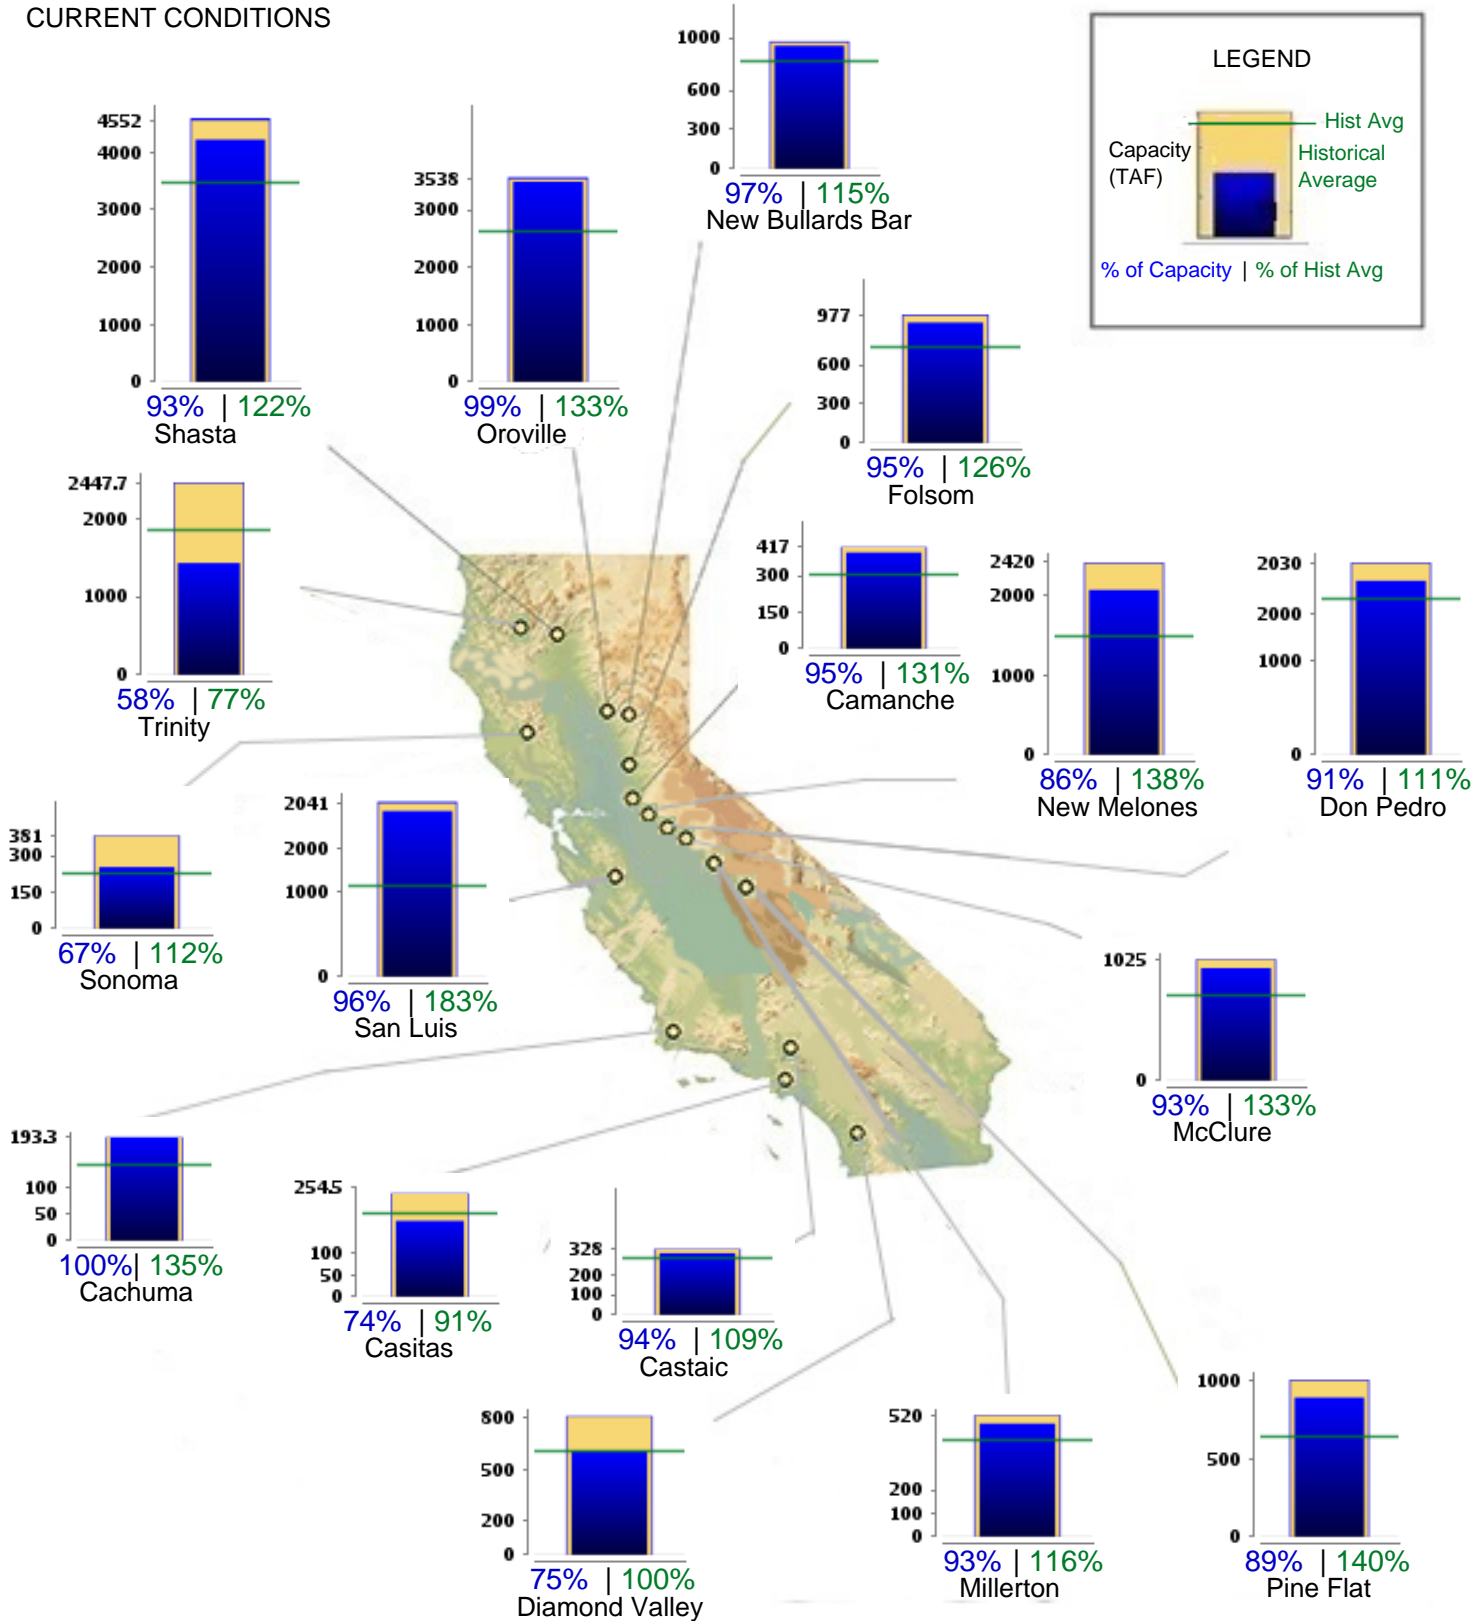 CURRENT CONDITIONS
LEGEND
Hist Avg
Capacity
(TAF)
Historical
Average
% of Capacity | % of Hist Avg
1000
600
300
0
97% | 115%
New Bullards Bar
4552
4000
3000
2000
1000
0
93% | 122%
Shasta
3538
3000
2000
1000
0
99% | 133%
Oroville
977
600
300
0
95% | 126%
Folsom
2447.7
2000
1000
0
58% | 77%
Trinity
417
300
150
0
95% | 131%
Camanche
2420
2000
1000
0
86% | 138%
New Melones
2030
2000
1000
0
91% | 111%
Don Pedro
381
300
150
0
67% | 112%
Sonoma
2041
2000
1000
0
96% | 183%
San Luis
1025
0
93% | 133%
McClure
193.3
100
50
0
100% | 135%
Cachuma
254.5
100
50
0
74% | 91%
Casitas
328
200
100
0
94% | 109%
Castaic
800
500
200
0
75% | 100%
Diamond Valley
520
200
100
0
93% | 116%
Millerton
1000
500
0
89% | 140%
Pine Flat